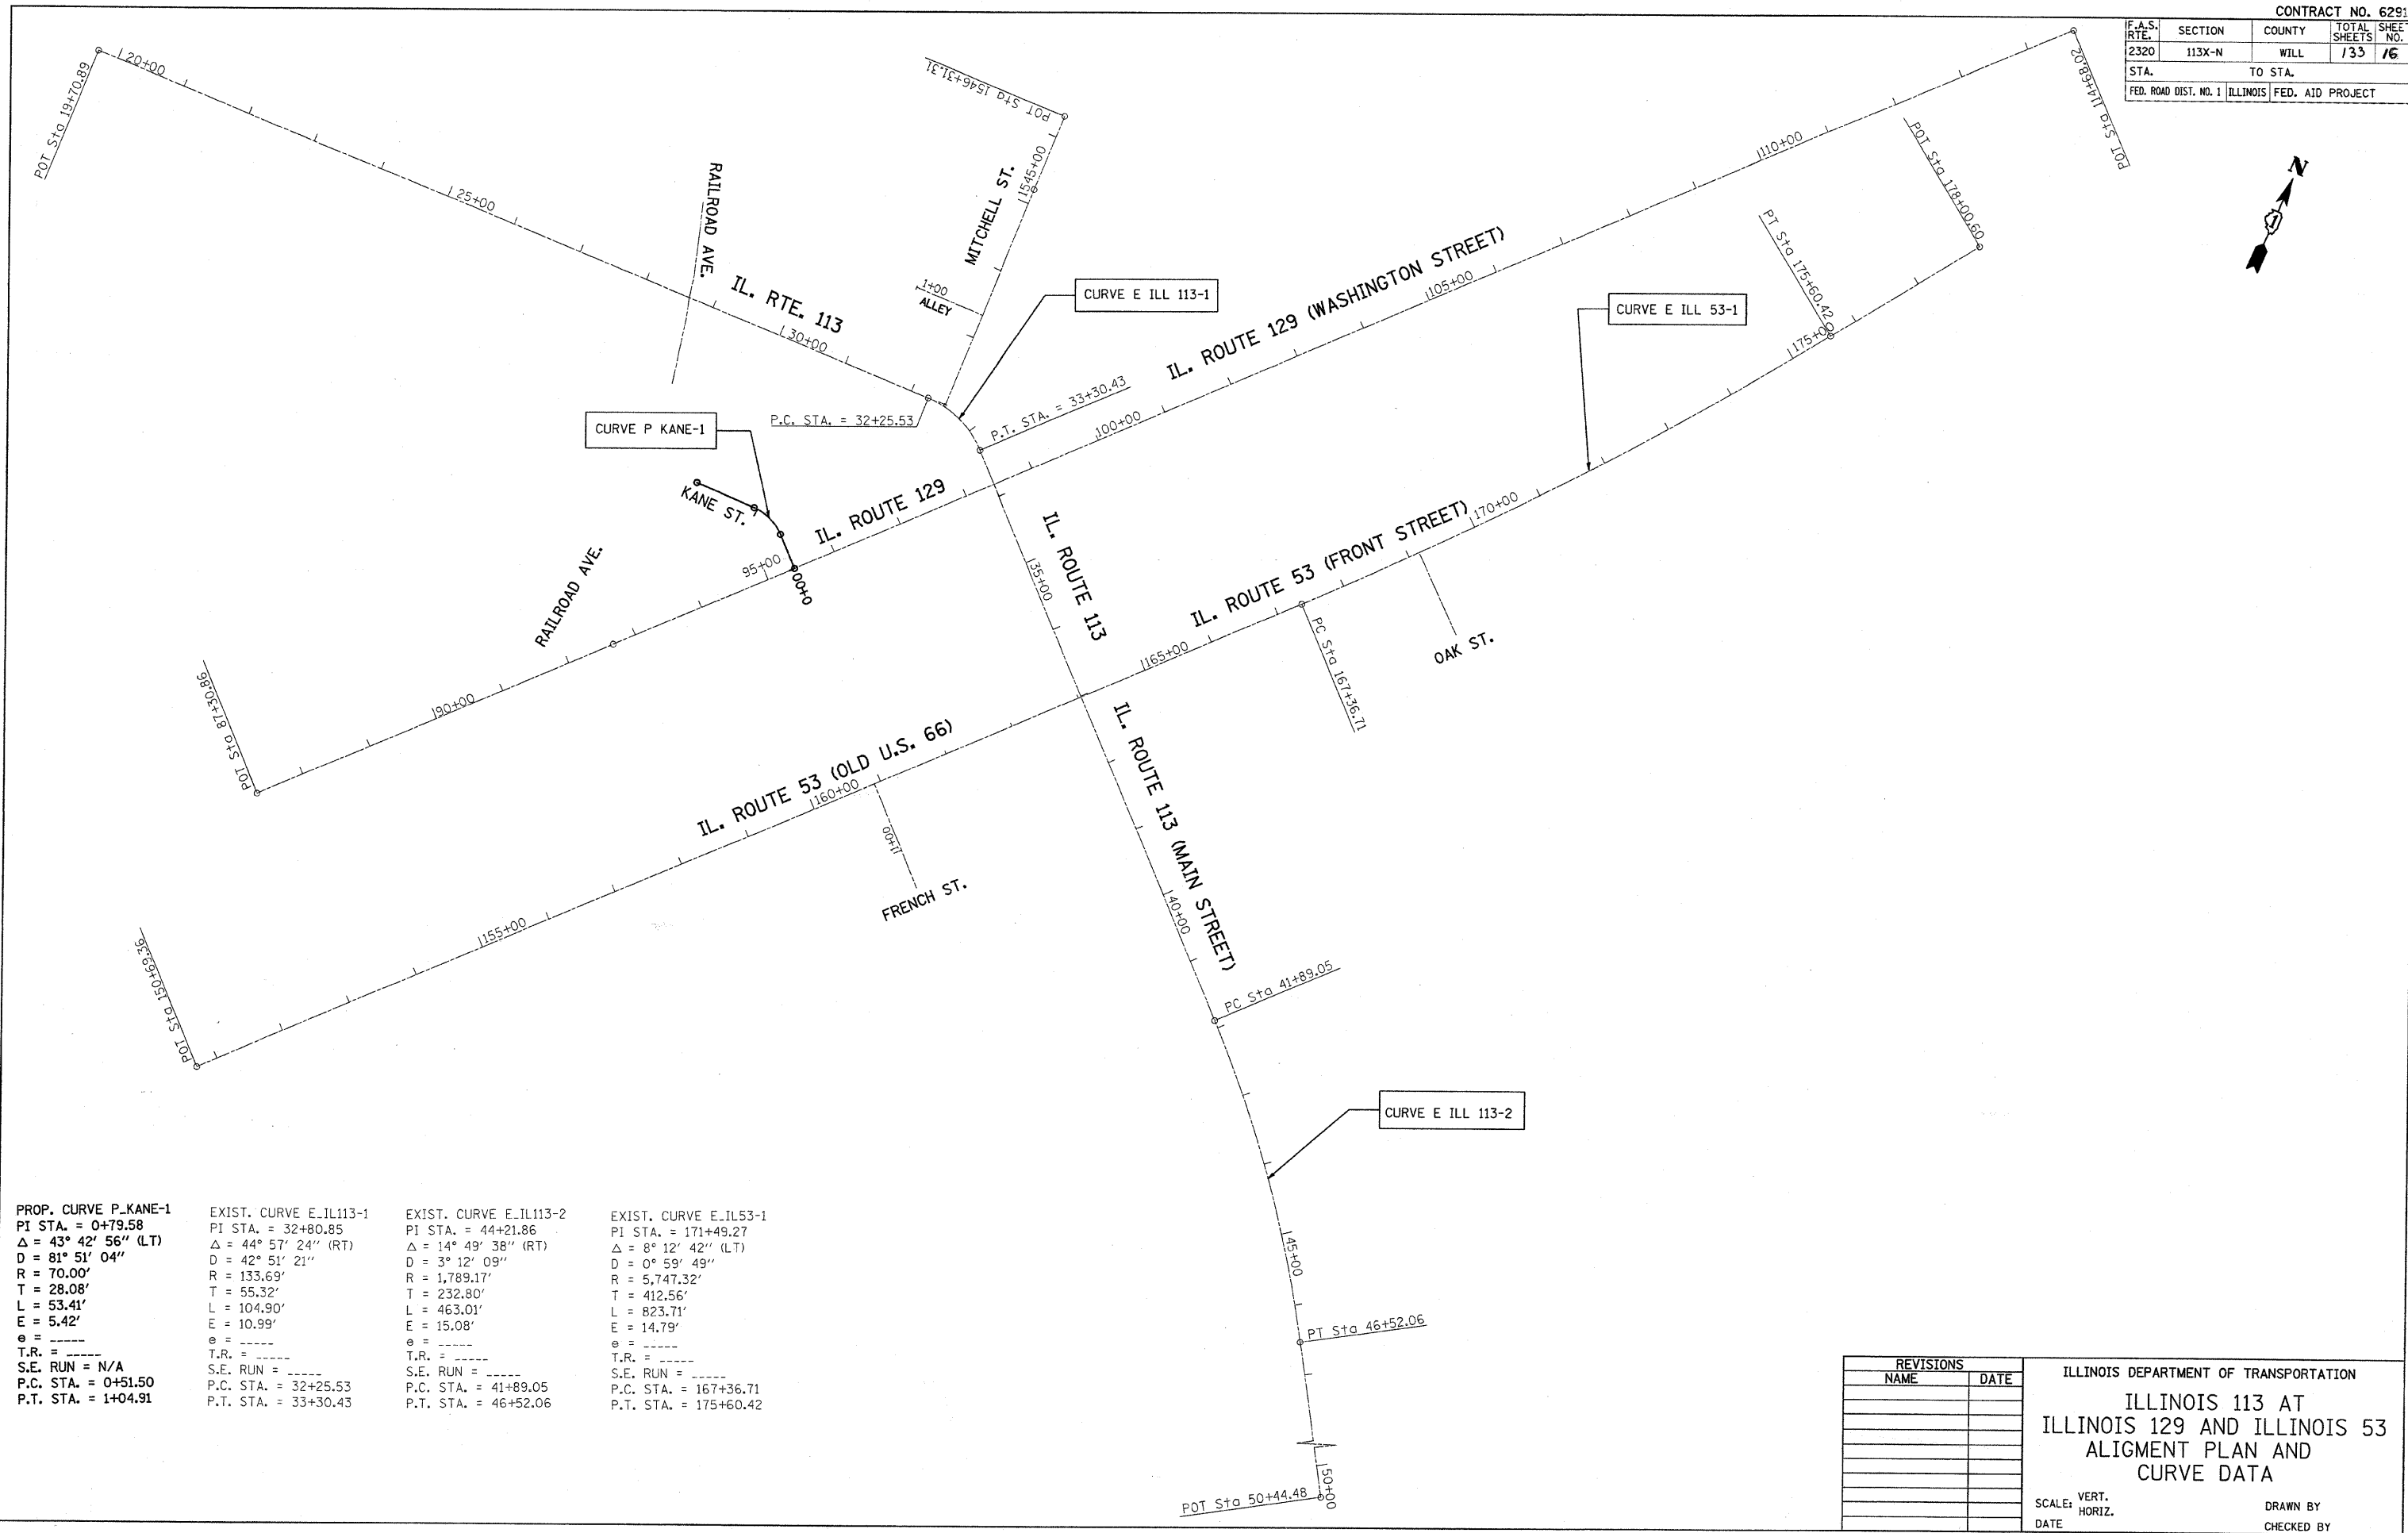 CONTRACT NO. 6291
F.A.S. RTE. SECTION COUNTY TOTAL SHEETS SHEET NO.
2320 113X-N WILL 133 16
STA. TO STA.
FED. ROAD DIST. NO. 1 ILLINOIS FED. AID PROJECT
POT Sta 19+70.89
20+00
25+00
RAILROAD AVE.
IL. RTE. 113
30+00
POT Sta 1546+31.31
1545+00
MITCHELL ST.
1+00
ALLEY
CURVE E ILL 113-1
P.C. STA. = 32+25.53
P.T. STA. = 33+30.43
CURVE P KANE-1
KANE ST.
0+00
IL. ROUTE 129
IL. ROUTE 129 (WASHINGTON STREET)
100+00
105+00
110+00
POT Sta 114+68.02
POT Sta 178+00.60
PT Sta 175+60.42
175+00
CURVE E ILL 53-1
N
1
95+00
RAILROAD AVE.
90+00
POT Sta 87+30.86
IL. ROUTE 113
35+00
IL. ROUTE 53 (FRONT STREET)
170+00
165+00
PC Sta 167+36.71
OAK ST.
IL. ROUTE 53 (OLD U.S. 66)
160+00
11+00
FRENCH ST.
155+00
POT Sta 150+69.36
IL. ROUTE 113 (MAIN STREET)
40+00
PC Sta 41+89.05
CURVE E ILL 113-2
45+00
PT Sta 46+52.06
50+00
POT Sta 50+44.48
PROP. CURVE P_KANE-1
PI STA. = 0+79.58
Δ = 43° 42' 56" (LT)
D = 81° 51' 04"
R = 70.00'
T = 28.08'
L = 53.41'
E = 5.42'
e = _____
T.R. = _____
S.E. RUN = N/A
P.C. STA. = 0+51.50
P.T. STA. = 1+04.91
EXIST. CURVE E_IL113-1
PI STA. = 32+80.85
Δ = 44° 57' 24" (RT)
D = 42° 51' 21"
R = 133.69'
T = 55.32'
L = 104.90'
E = 10.99'
e = _____
T.R. = _____
S.E. RUN = _____
P.C. STA. = 32+25.53
P.T. STA. = 33+30.43
EXIST. CURVE E_IL113-2
PI STA. = 44+21.86
Δ = 14° 49' 38" (RT)
D = 3° 12' 09"
R = 1,789.17'
T = 232.80'
L = 463.01'
E = 15.08'
e = _____
T.R. = _____
S.E. RUN = _____
P.C. STA. = 41+89.05
P.T. STA. = 46+52.06
EXIST. CURVE E_IL53-1
PI STA. = 171+49.27
Δ = 8° 12' 42" (LT)
D = 0° 59' 49"
R = 5,747.32'
T = 412.56'
L = 823.71'
E = 14.79'
e = _____
T.R. = _____
S.E. RUN = _____
P.C. STA. = 167+36.71
P.T. STA. = 175+60.42
REVISIONS
NAME DATE
ILLINOIS DEPARTMENT OF TRANSPORTATION
ILLINOIS 113 AT
ILLINOIS 129 AND ILLINOIS 53
ALIGMENT PLAN AND
CURVE DATA
SCALE: VERT.
HORIZ.
DATE
DRAWN BY
CHECKED BY